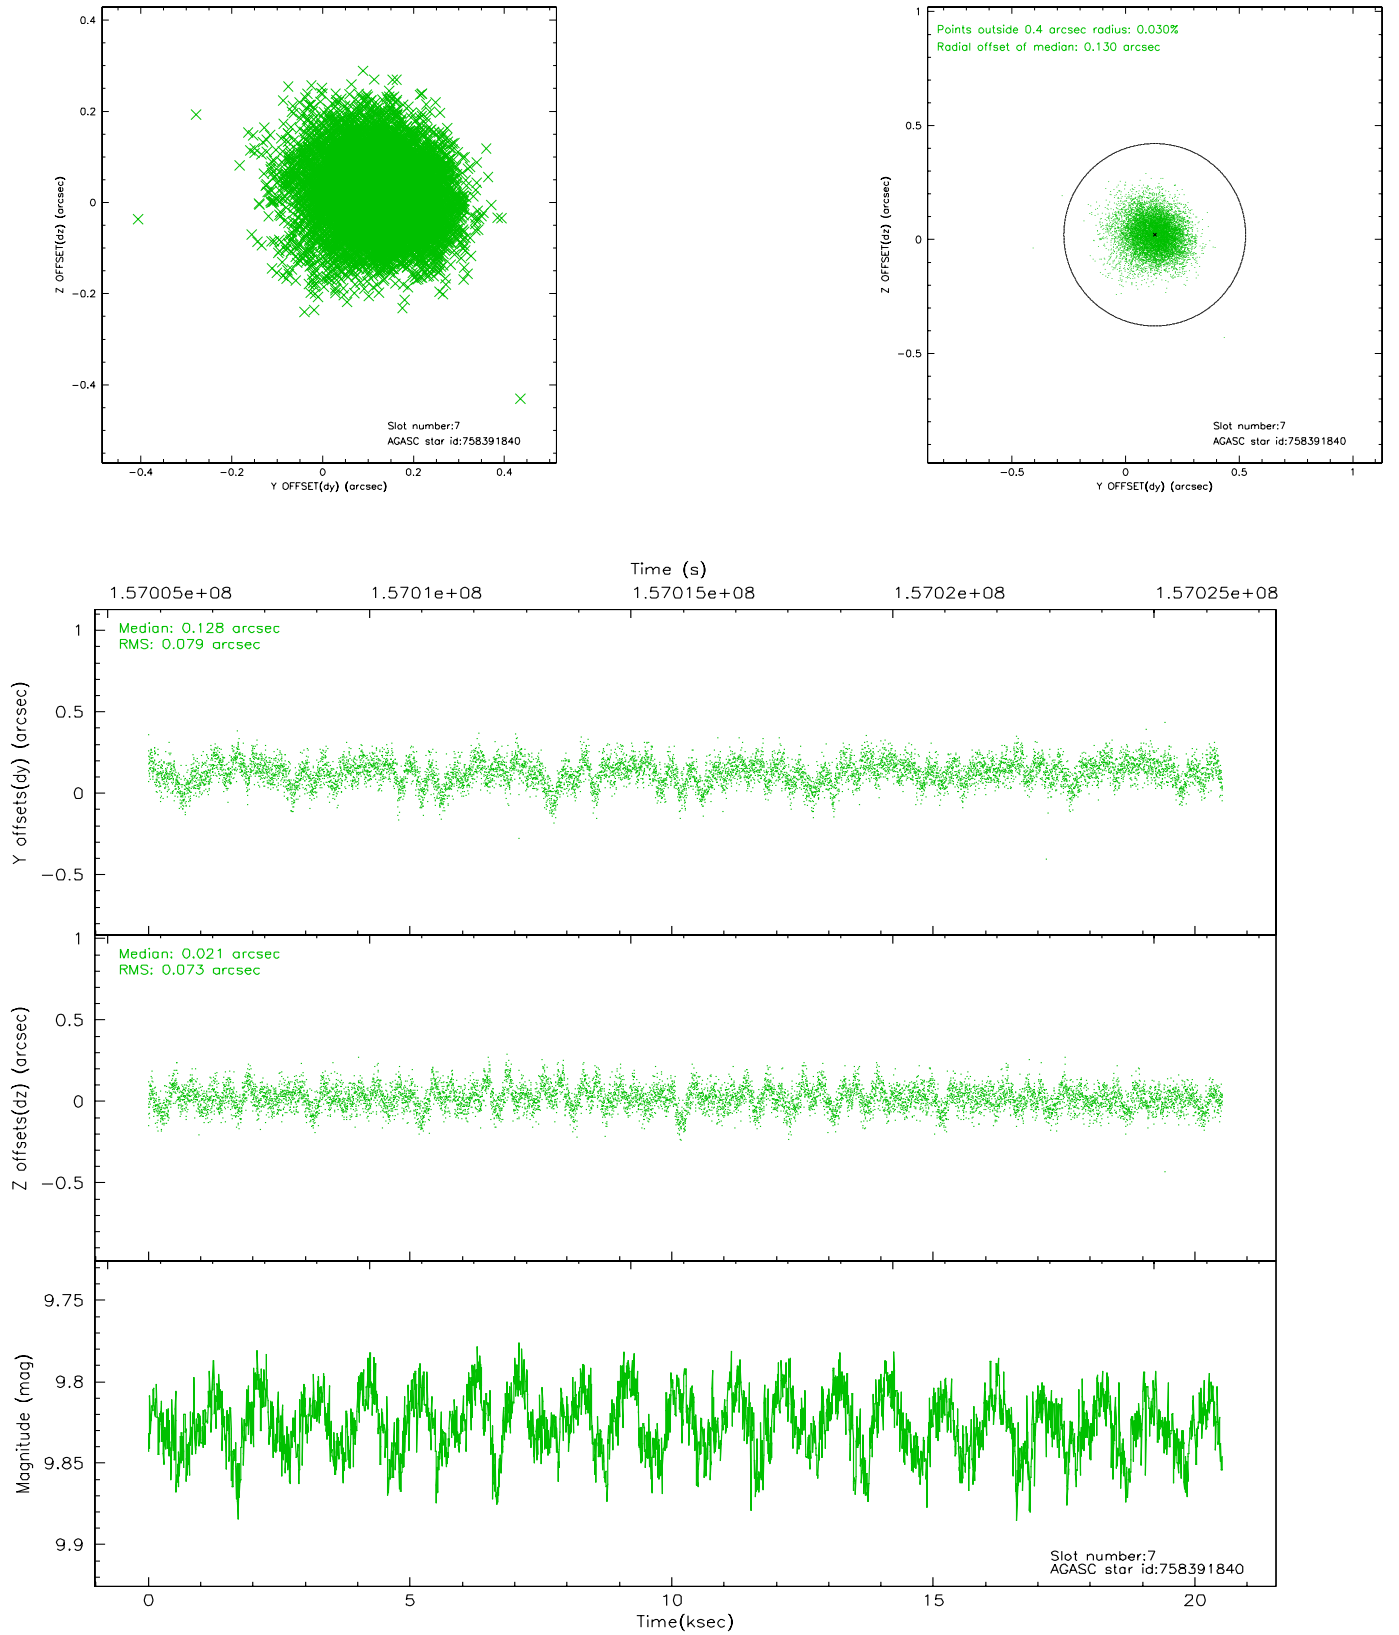 0.4
0.2
0
−0.2
−0.4
Z OFFSET(dz) (arcsec)
Slot number:7
AGASC star id:758391840
−0.4 −0.2 0 0.2 0.4
Y OFFSET(dy) (arcsec)
Points outside 0.4 arcsec radius: 0.030%
Radial offset of median: 0.130 arcsec
1
0.5
0
−0.5
Z OFFSET(dz) (arcsec)
Slot number:7
AGASC star id:758391840
−0.5 0 0.5 1
Y OFFSET(dy) (arcsec)
Time (s)
1.57005e+08 1.5701e+08 1.57015e+08 1.5702e+08 1.57025e+08
Median: 0.128 arcsec
RMS: 0.079 arcsec
1
0.5
0
−0.5
Y offsets(dy) (arcsec)
Median: 0.021 arcsec
RMS: 0.073 arcsec
1
0.5
0
−0.5
Z offsets(dz) (arcsec)
9.75
9.8
9.85
9.9
Magnitude (mag)
Slot number:7
AGASC star id:758391840
0 5 10 15 20
Time(ksec)